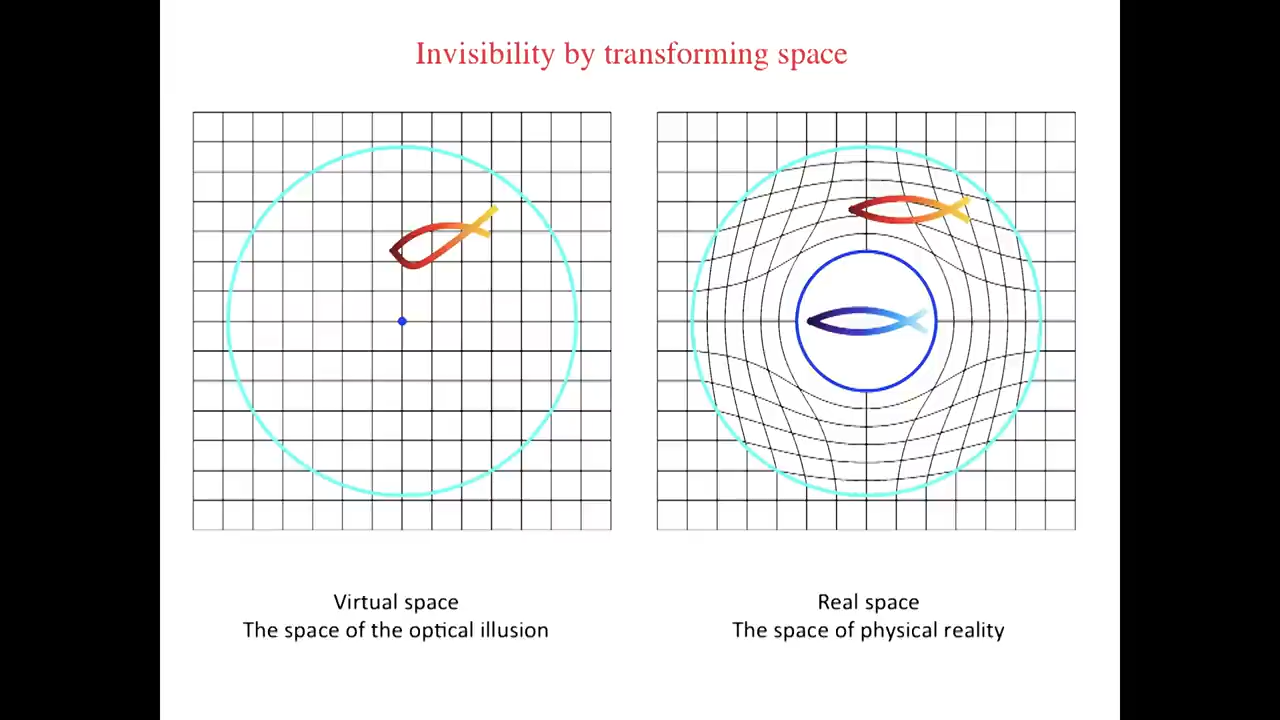 Invisibility by transforming space
Virtual space
The space of the optical illusion
Real space
The space of physical reality